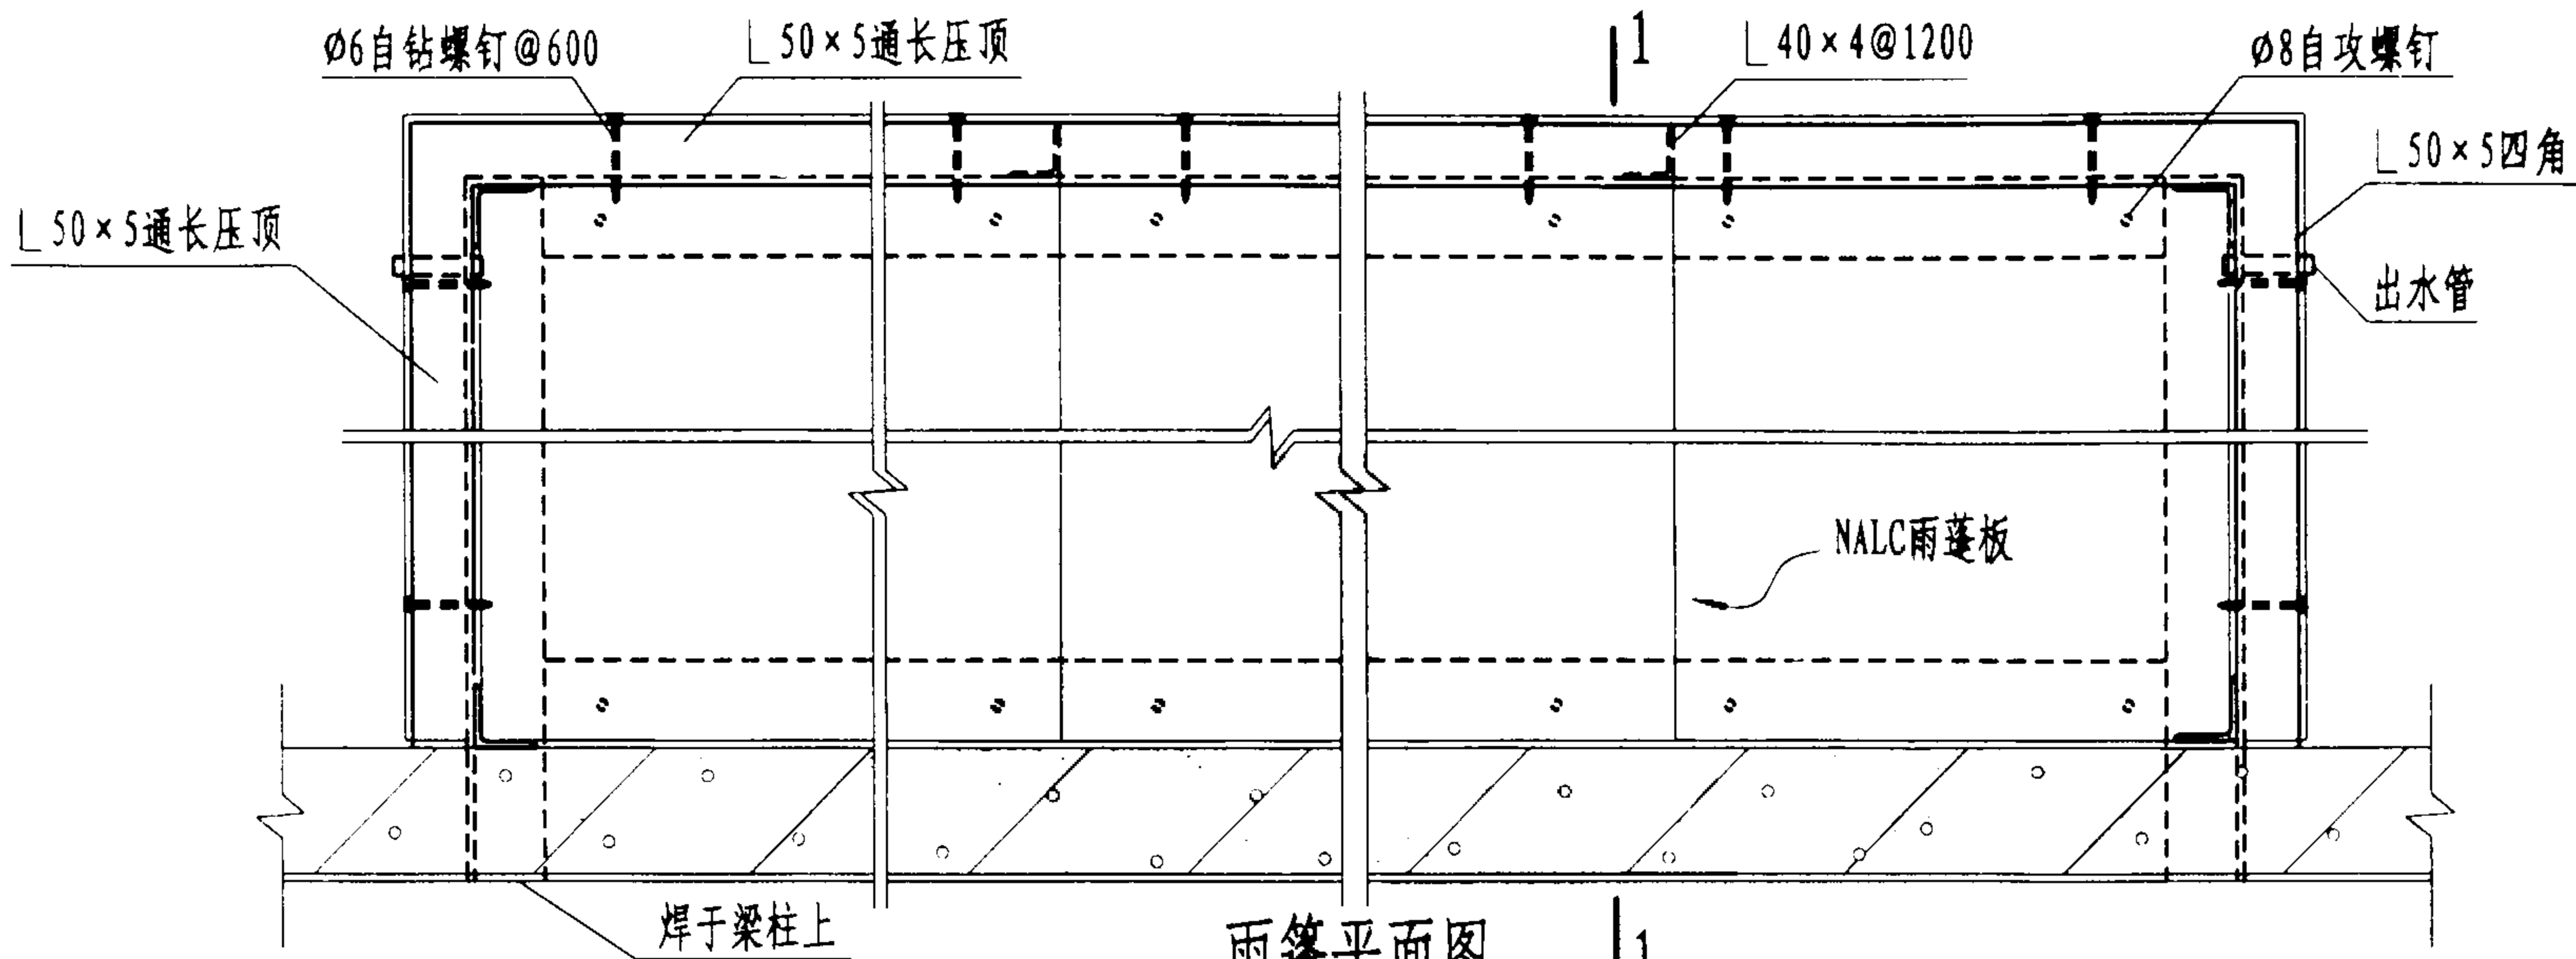 Ø6自钻螺钉@600
L 50×5通长压顶
1
L 40×4@1200
Ø8自攻螺钉
L 50×5四角
L 50×5通长压顶
出水管
NALC雨蓬板
焊于梁柱上
雨篷平面图
1